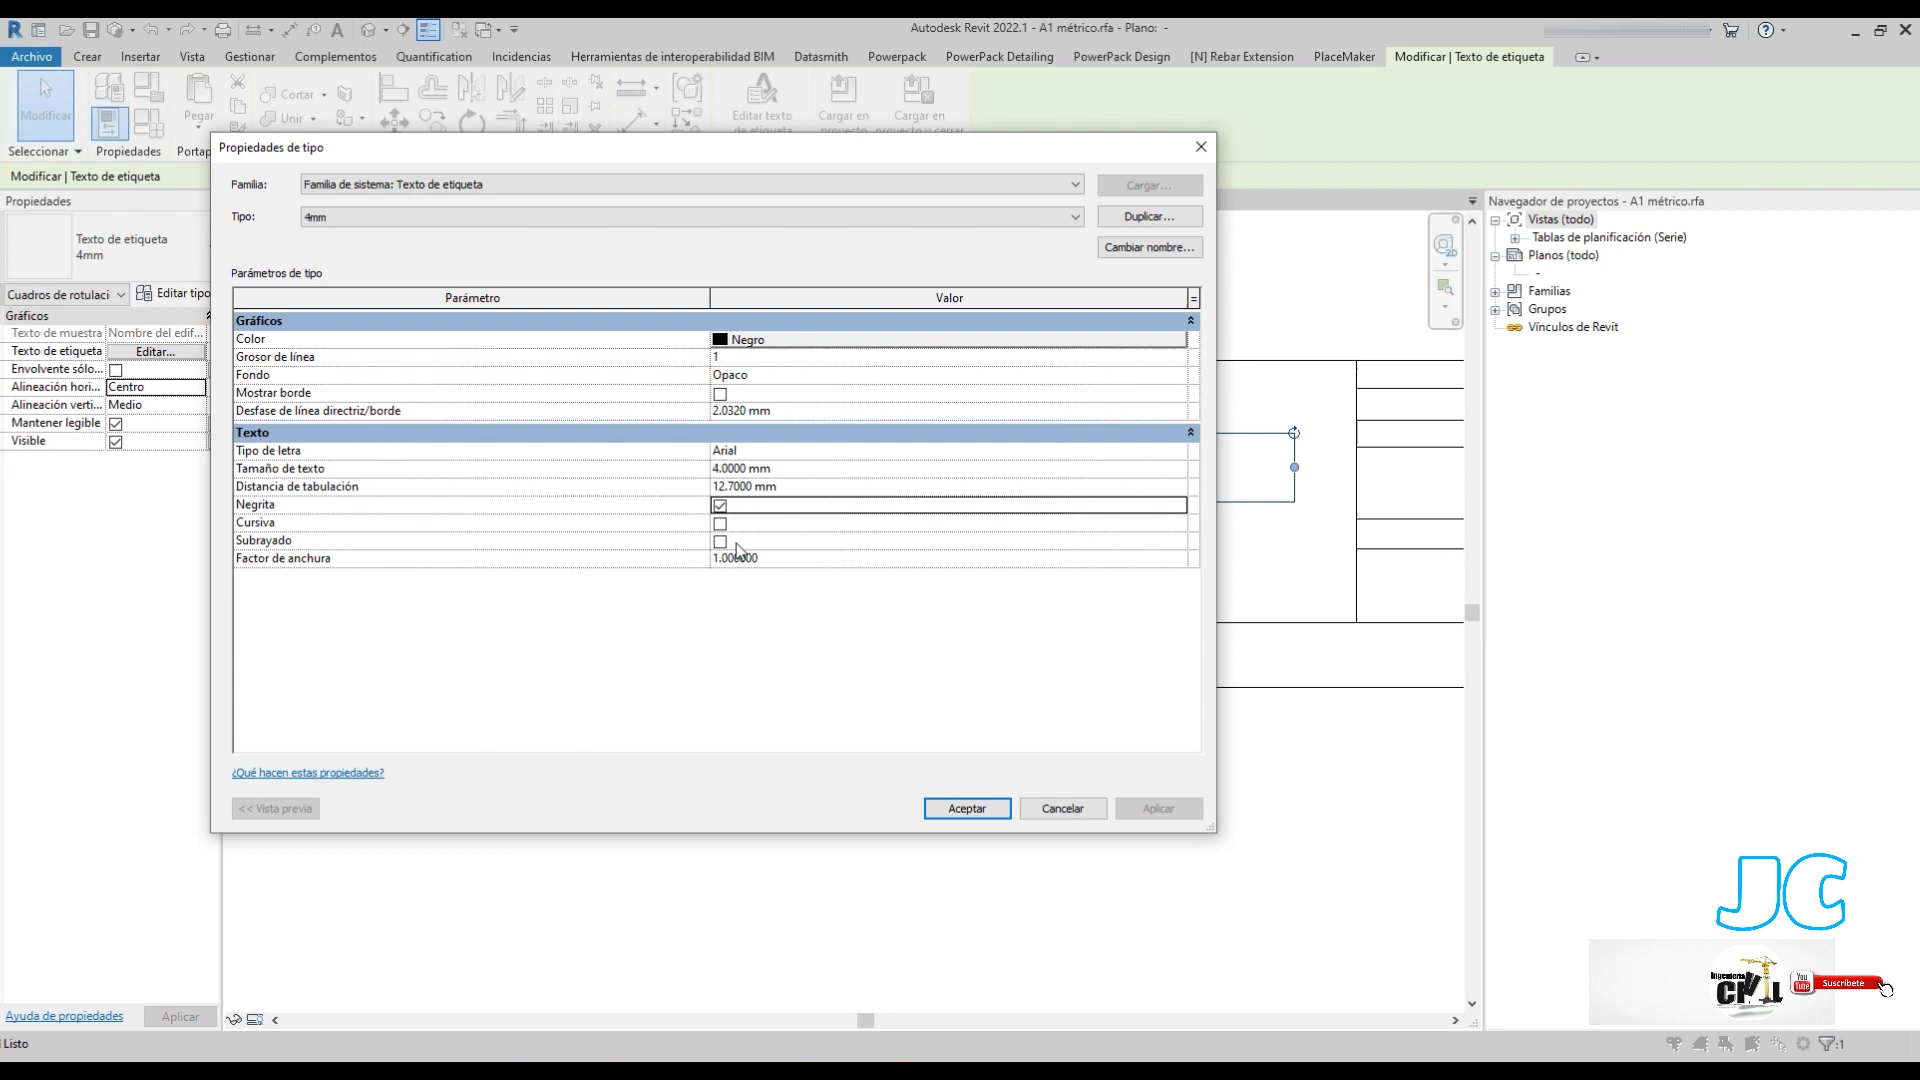 Autodesk Revit 2022.1 - A1 métrico.rfa - Plano: -
Archivo Crear Insertar Vista Gestionar Complementos Quantification Incidencias Herramientas de interoperabilidad BIM Datasmith Powerpack PowerPack Detailing PowerPack Design [N] Rebar Extension PlaceMaker Modificar | Texto de etiqueta
Modificar
Pegar
Cortar
Unir
Editar texto
Cargar en
Cargar en
Seleccionar Propiedades
Modificar | Texto de etiqueta
Propiedades
Texto de etiqueta
4mm
Cuadros de rotulaci
Editar tipo
Gráficos
Texto de muestra Nombre del edif...
Texto de etiqueta Editar...
Envolvente sólo...
Alineación hori... Centro
Alineación verti... Medio
Mantener legible
Visible
Ayuda de propiedades
Aplicar
Listo
Propiedades de tipo
Familia: Familia de sistema: Texto de etiqueta Cargar...
Tipo: 4mm Duplicar...
Cambiar nombre...
Parámetros de tipo
Parámetro Valor =
Gráficos
Color Negro
Grosor de línea 1
Fondo Opaco
Mostrar borde
Desfase de línea directriz/borde 2.0320 mm
Texto
Tipo de letra Arial
Tamaño de texto 4.0000 mm
Distancia de tabulación 12.7000 mm
Negrita
Cursiva
Subrayado
Factor de anchura
¿Qué hacen estas propiedades?
<< Vista previa Aceptar Cancelar Aplicar
2D
Navegador de proyectos - A1 métrico.rfa
Vistas (todo)
Tablas de planificación (Serie)
Planos (todo)
-
Familias
Grupos
Vínculos de Revit
JC
Ingenieria
CIVIL
You
Tube
Suscribete
:1